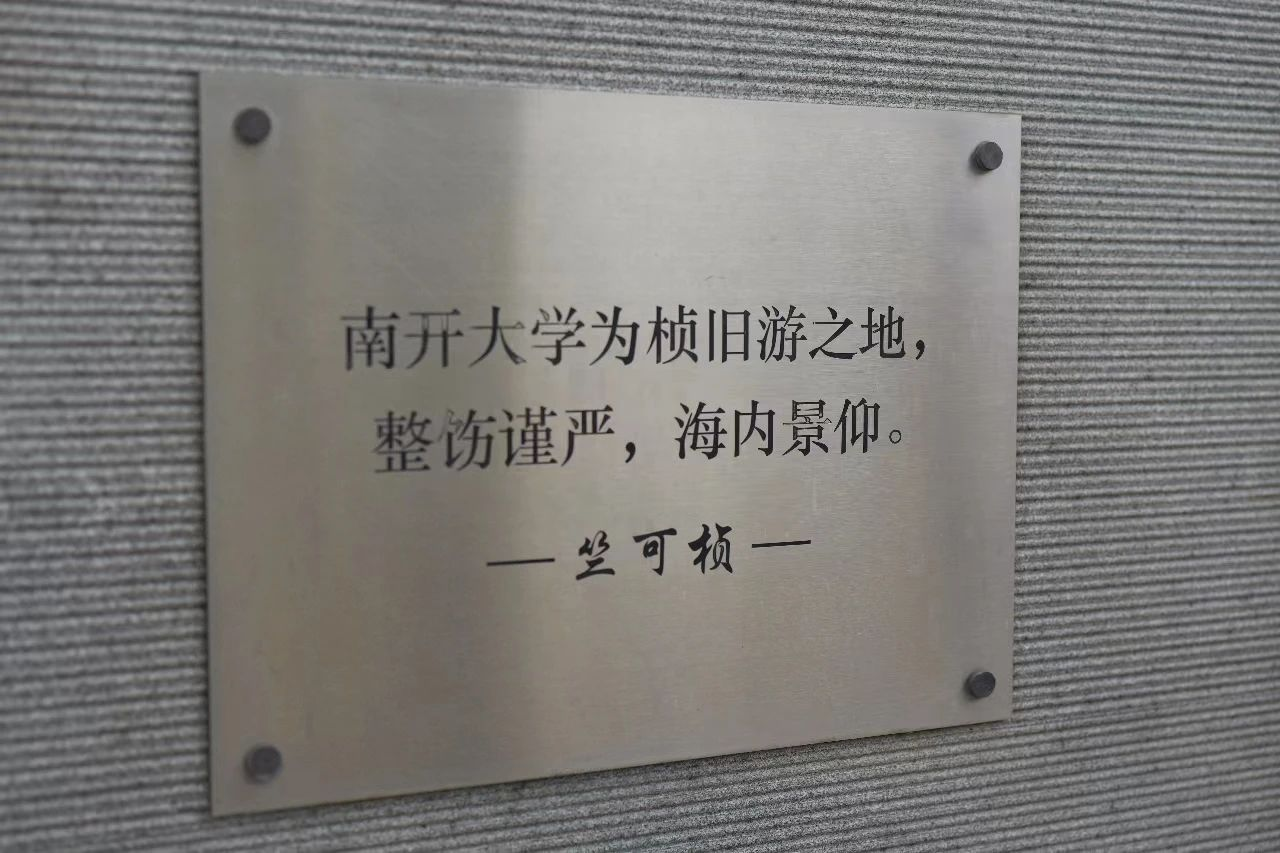 南开大学为桢旧游之地，
整饬谨严，海内景仰。
— 竺可桢 —